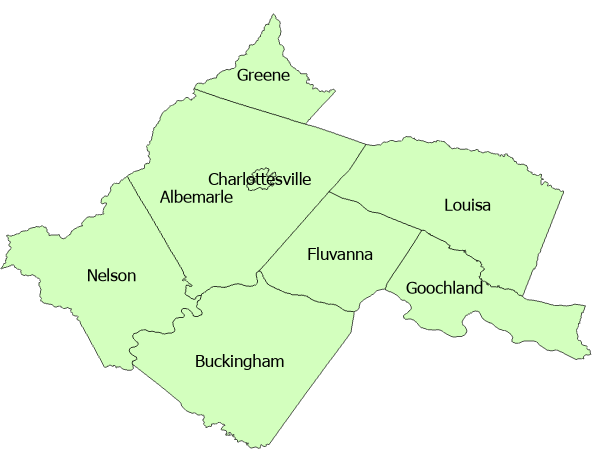 Greene
Charlottesville
Albemarle
Louisa
Fluvanna
Nelson
Goochland
Buckingham